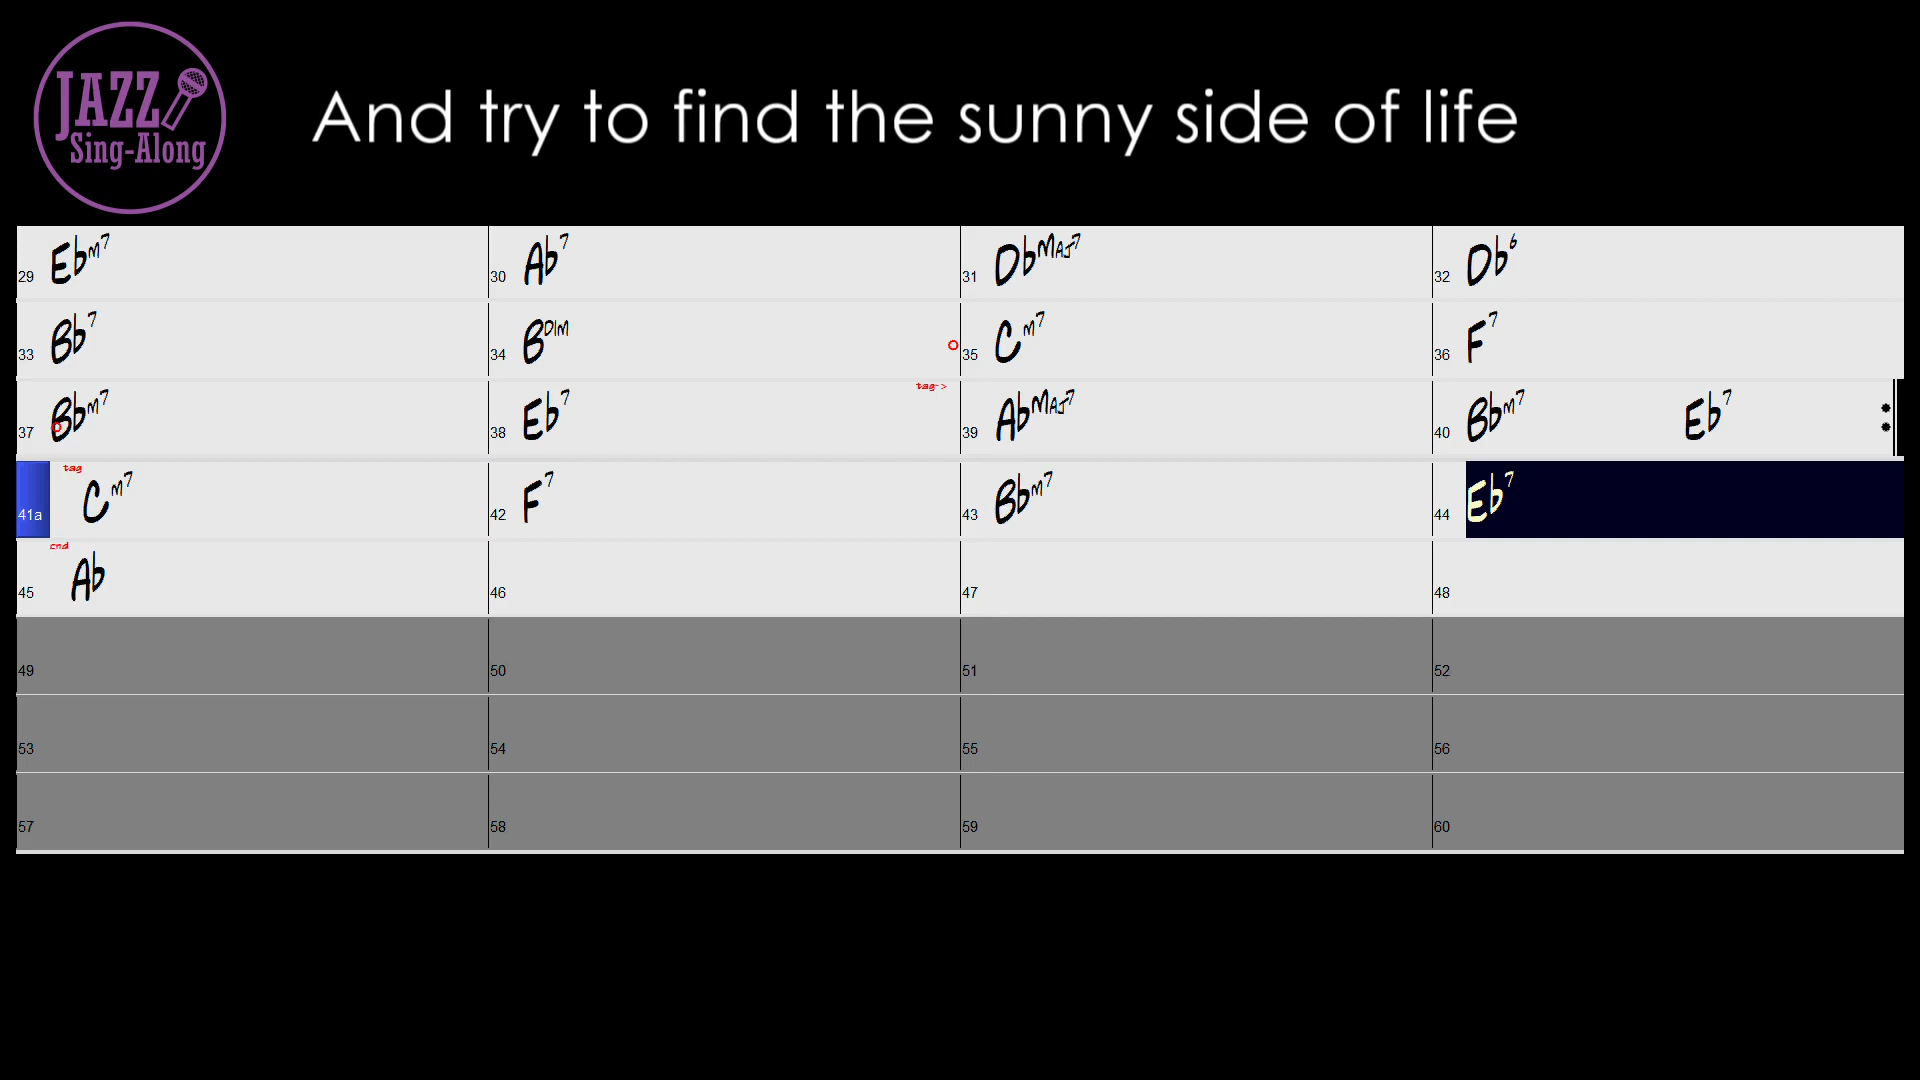 JAZZ
Sing-Along
And try to find the sunny side of life
29 Ebm7 30 Ab7 31 DbMAJ7 32 Db6
33 Bb7 34 BDIM 35 Cm7 36 F7
tag->
37 Bbm7 38 Eb7 39 AbMAJ7 40 Bbm7 Eb7
tag
41a Cm7 42 F7 43 Bbm7 44 Eb7
end
45 Ab 46 47 48
49 50 51 52
53 54 55 56
57 58 59 60